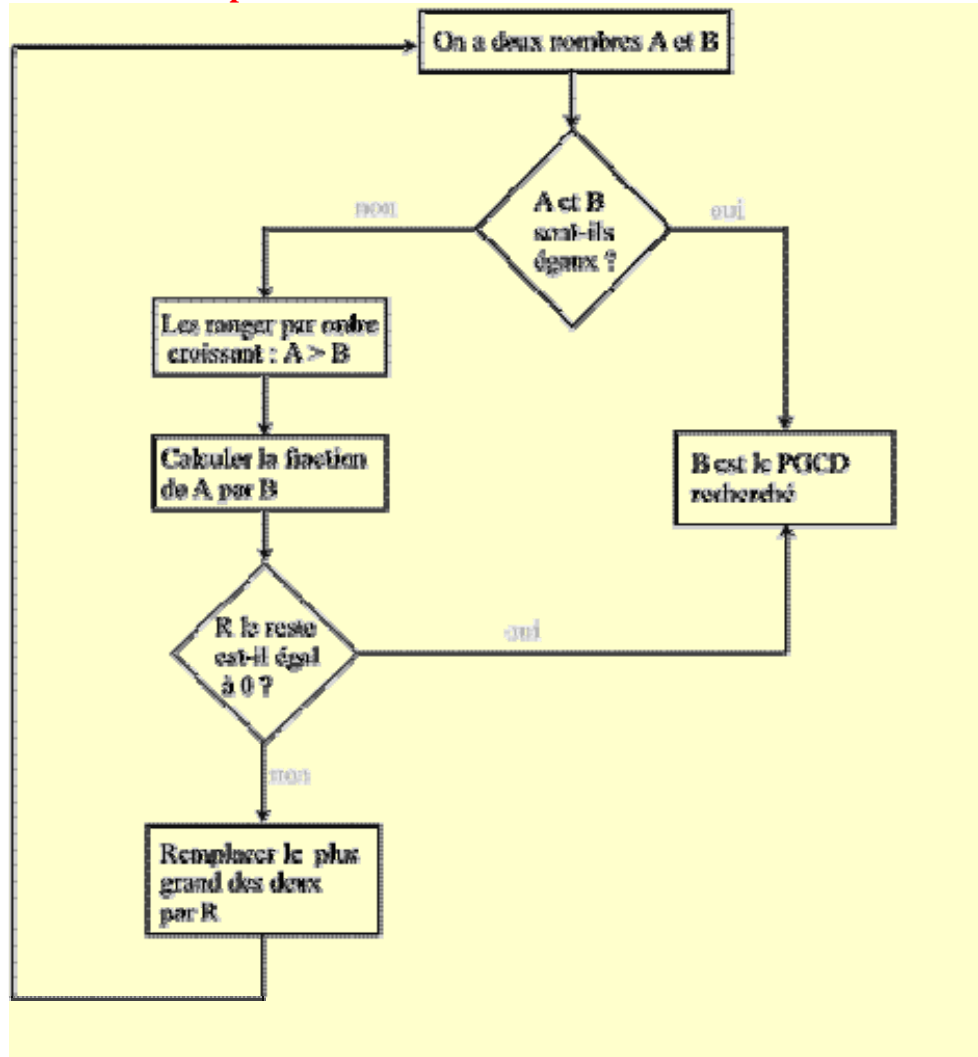 On a deux nombres A et B
A et B
sont-ils
égaux ?
non
oui
Les ranger par ordre
croissant : A > B
Calculer la fraction
de A par B
B est le PGCD
recherché
R le reste
est-il égal
à 0 ?
oui
non
Remplacer le plus
grand des deux
par R